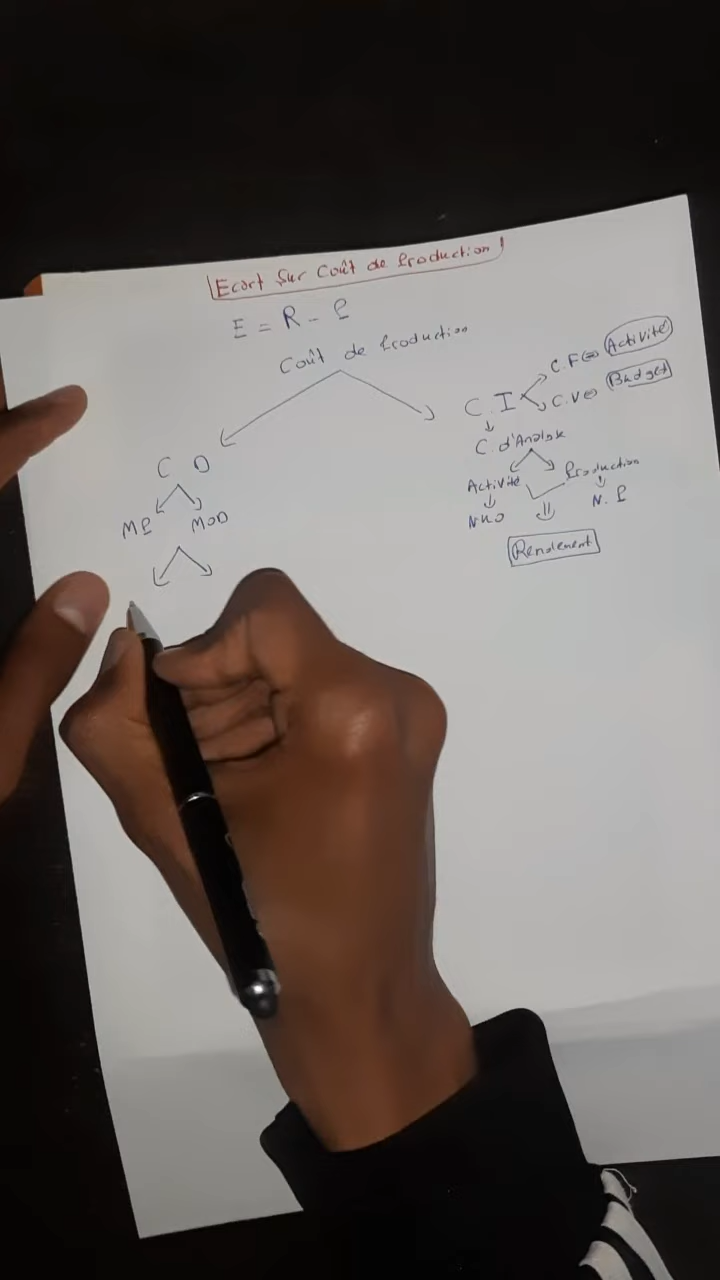 Ecart Sur Coût de Production
E = R - P
Coût de Production
C.F => Activité
C.I
C.V => Budget
C. d'Analyse
C D
Activité Production
MP MOD
NHO N. P
Rendement